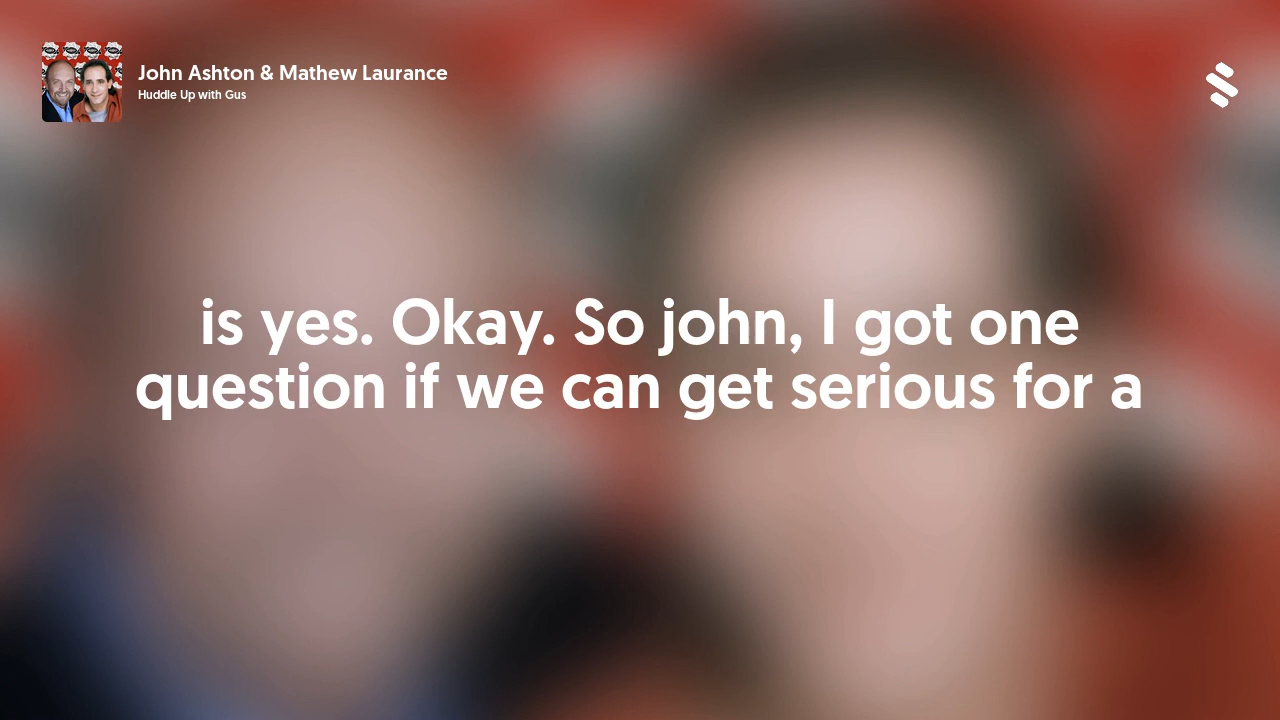 John Ashton & Mathew Laurance
Huddle Up with Gus
is yes. Okay. So john, I got one
question if we can get serious for a